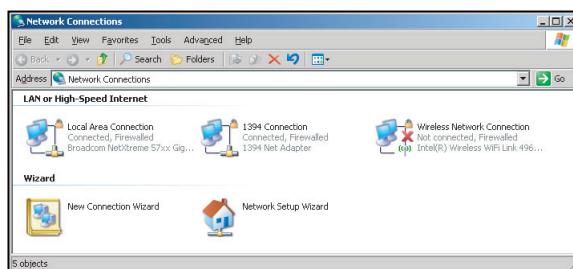 Network Connections
File Edit View Favorites Tools Advanced Help
Back Search Folders
Address Network Connections Go
LAN or High-Speed Internet
Local Area Connection
Connected, Firewalled
Broadcom NetXtreme 57xx Gig...
1394 Connection
Connected, Firewalled
1394 Net Adapter
Wireless Network Connection
Not connected, Firewalled
Intel(R) Wireless WiFi Link 496...
Wizard
New Connection Wizard
Network Setup Wizard
5 objects